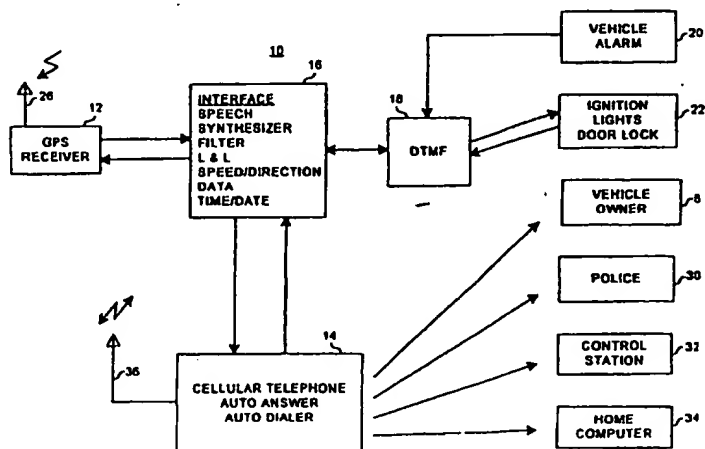 10
26
12
GPS
RECEIVER
16
INTERFACE
SPEECH
SYNTHESIZER
FILTER
L & L
SPEED/DIRECTION
DATA
TIME/DATE
18
DTMF
VEHICLE
ALARM
20
IGNITION
LIGHTS
DOOR LOCK
22
VEHICLE
OWNER
8
POLICE
30
CONTROL
STATION
32
HOME
COMPUTER
34
36
14
CELLULAR TELEPHONE
AUTO ANSWER
AUTO DIALER